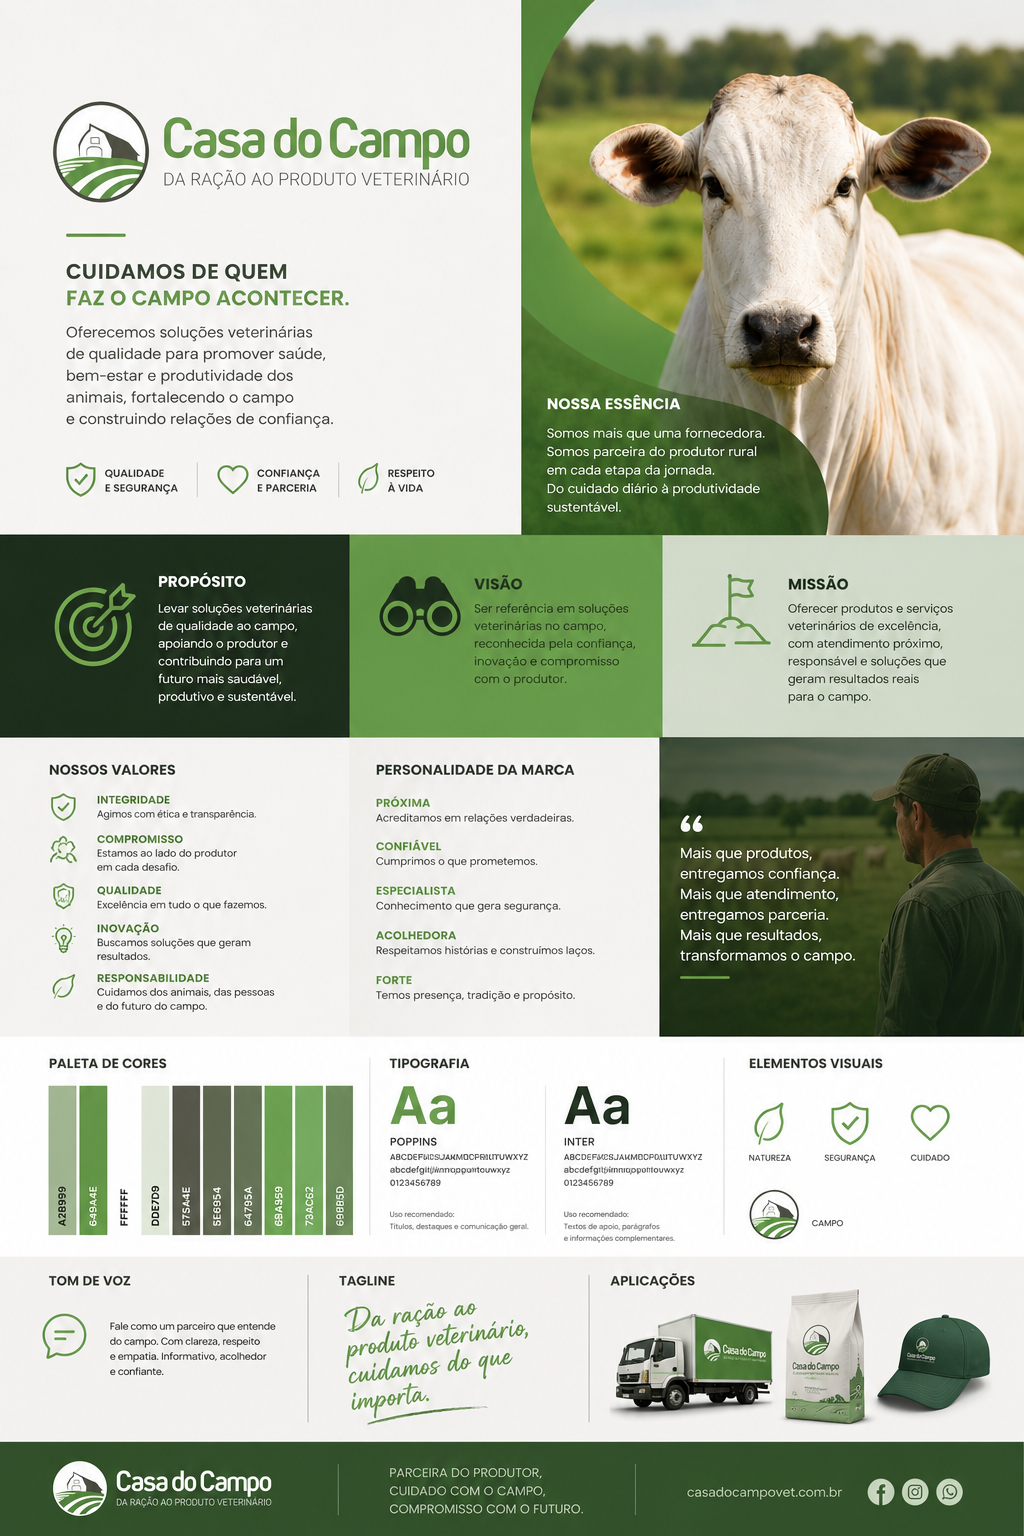 Casa do Campo
DA RAÇÃO AO PRODUTO VETERINÁRIO
CUIDAMOS DE QUEM
FAZ O CAMPO ACONTECER.
Oferecemos soluções veterinárias
de qualidade para promover saúde,
bem-estar e produtividade dos
animais, fortalecendo o campo
e construindo relações de confiança.
QUALIDADE
E SEGURANÇA
CONFIANÇA
E PARCERIA
RESPEITO
À VIDA
NOSSA ESSÊNCIA
Somos mais que uma fornecedora.
Somos parceira do produtor rural
em cada etapa da jornada.
Do cuidado diário à produtividade
sustentável.
PROPÓSITO
Levar soluções veterinárias
de qualidade ao campo,
apoiando o produtor e
contribuindo para um
futuro mais saudável,
produtivo e sustentável.
VISÃO
Ser referência em soluções
veterinárias no campo,
reconhecida pela confiança,
inovação e compromisso
com o produtor.
MISSÃO
Oferecer produtos e serviços
veterinários de excelência,
com atendimento próximo,
responsável e soluções que
geram resultados reais
para o campo.
NOSSOS VALORES
INTEGRIDADE
Agimos com ética e transparência.
COMPROMISSO
Estamos ao lado do produtor
em cada desafio.
QUALIDADE
Excelência em tudo o que fazemos.
INOVAÇÃO
Buscamos soluções que geram
resultados.
RESPONSABILIDADE
Cuidamos dos animais, das pessoas
e do futuro do campo.
PERSONALIDADE DA MARCA
PRÓXIMA
Acreditamos em relações verdadeiras.
CONFIÁVEL
Cumprimos o que prometemos.
ESPECIALISTA
Conhecimento que gera segurança.
ACOLHEDORA
Respeitamos histórias e construímos laços.
FORTE
Temos presença, tradição e propósito.
“
Mais que produtos,
entregamos confiança.
Mais que atendimento,
entregamos parceria.
Mais que resultados,
transformamos o campo.
PALETA DE CORES
A2B999
649A4E
FFFFFF
DDE7D9
575A4E
5E6954
64795A
6BA959
73AC62
698B5D
TIPOGRAFIA
Aa
POPPINS
0123456789
Uso recomendado:
Títulos, destaques e comunicação geral.
Aa
INTER
0123456789
Uso recomendado:
Textos de apoio, parágrafos
e informações complementares.
ELEMENTOS VISUAIS
NATUREZA
SEGURANÇA
CUIDADO
CAMPO
TOM DE VOZ
Fale como um parceiro que entende
do campo. Com clareza, respeito
e empatia. Informativo, acolhedor
e confiante.
TAGLINE
Da ração ao
produto veterinário,
cuidamos do que
importa.
APLICAÇÕES
Casa do Campo
Casa do Campo
Casa do Campo
Casa do Campo
DA RAÇÃO AO PRODUTO VETERINÁRIO
PARCEIRA DO PRODUTOR,
CUIDADO COM O CAMPO,
COMPROMISSO COM O FUTURO.
casadocampovet.com.br